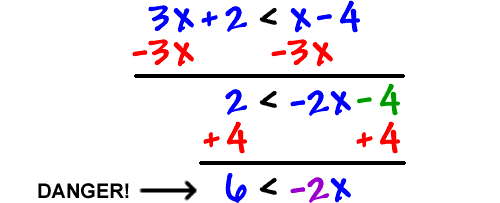 3x + 2 < x - 4
-3x -3x
2 < -2x - 4
+4 +4
DANGER! → 6 < -2x